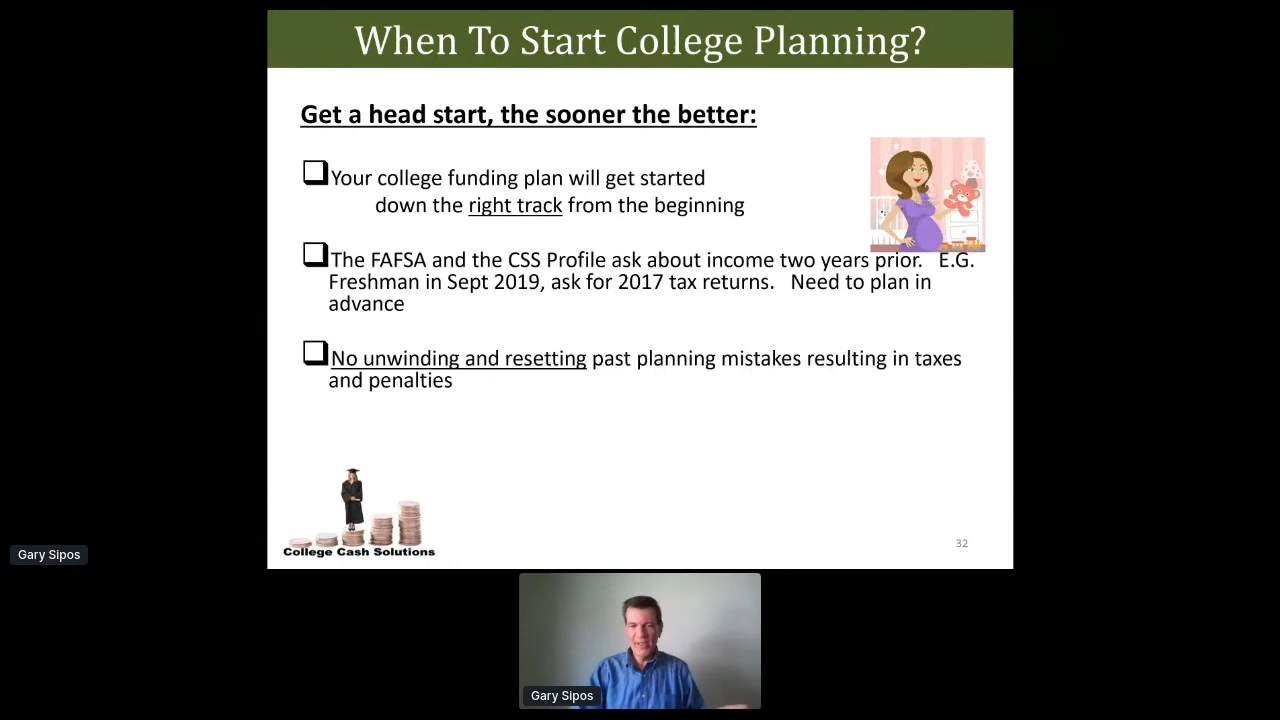 When To Start College Planning?
Get a head start, the sooner the better:
Your college funding plan will get started
down the right track from the beginning
The FAFSA and the CSS Profile ask about income two years prior. E.G.
Freshman in Sept 2019, ask for 2017 tax returns. Need to plan in
advance
No unwinding and resetting past planning mistakes resulting in taxes
and penalties
College Cash Solutions
32
Gary Sipos
Gary Sipos